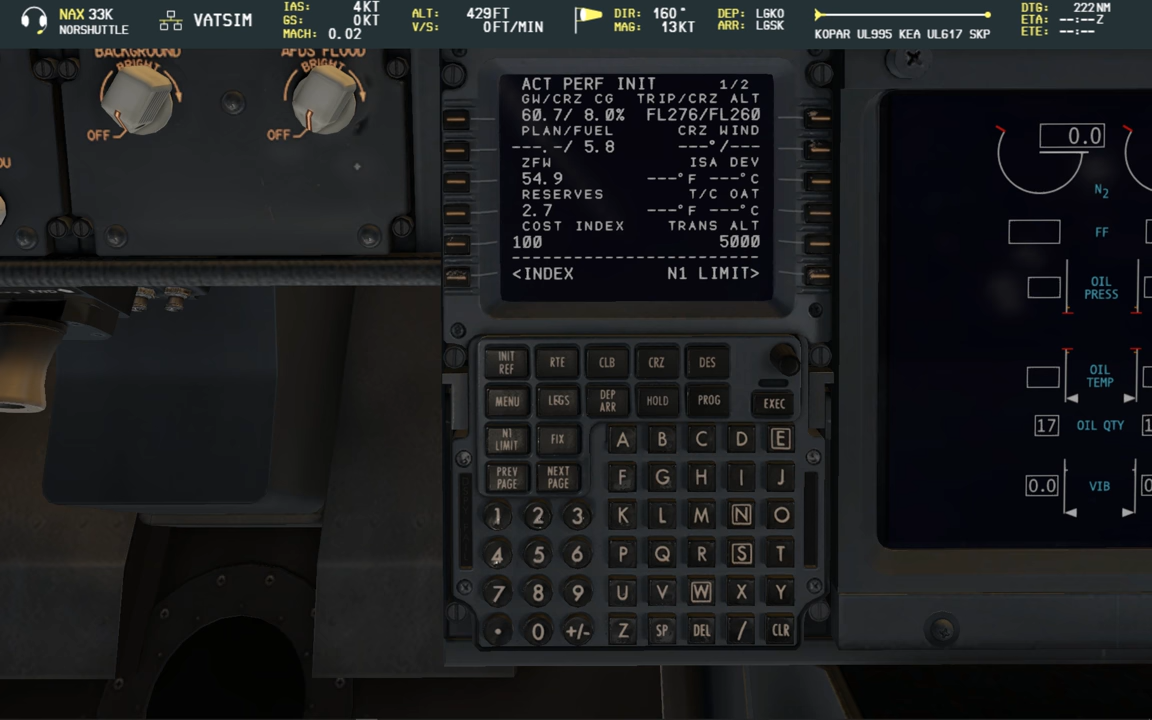 NAX 33K
NORSHUTTLE
VATSIM
IAS: 4KT
GS: 0KT
MACH: 0.02
ALT: 429FT
V/S: 0FT/MIN
DIR: 160°
MAG: 13KT
DEP: LGKO
ARR: LGSK
KOPAR UL995 KEA UL617 SKP
DTG: 222NM
ETA: --:--Z
ETE: --:--
BACKGROUND
BRIGHT
OFF
AFDS FLOOD
BRIGHT
OFF
ACT PERF INIT 1/2
GW/CRZ CG TRIP/CRZ ALT
60.7/ 8.0% FL276/FL260
PLAN/FUEL CRZ WIND
---.-/ 5.8 ---°/---
ZFW ISA DEV
54.9 ---°F ---°C
RESERVES T/C OAT
2.7 ---°F ---°C
COST INDEX TRANS ALT
100 5000
<INDEX N1 LIMIT>
INIT REF RTE CLB CRZ DES
MENU LEGS DEP ARR HOLD PROG EXEC
N1 LIMIT FIX A B C D E
PREV PAGE NEXT PAGE F G H I J
1 2 3 K L M N O
4 5 6 P Q R S T
7 8 9 U V W X Y
. 0 +/- Z SP DEL / CLR
0.0
N2
FF
OIL PRESS
OIL TEMP
17 OIL QTY 1
0.0 VIB 0